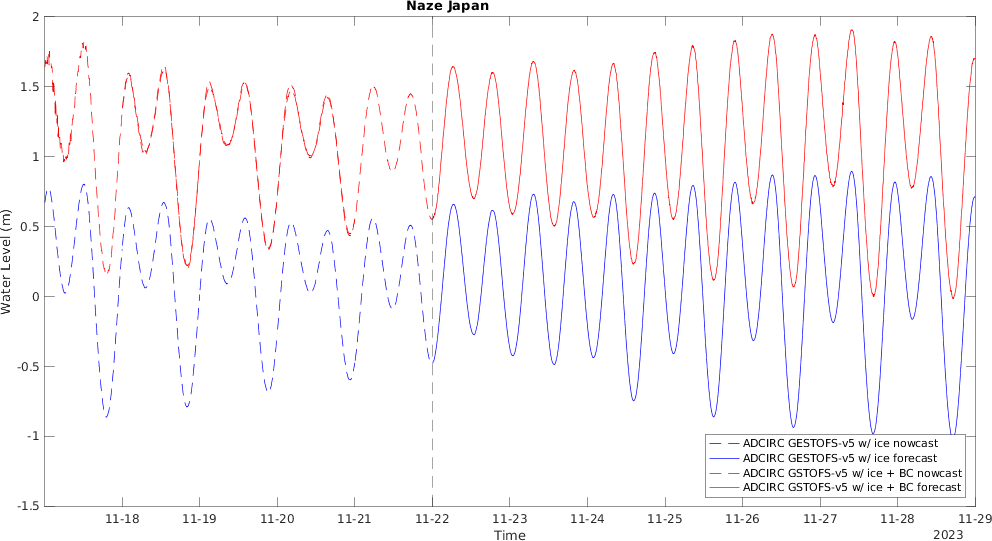 Naze Japan
2
1.5
1
0.5
0
-0.5
-1
-1.5
Water Level (m)
ADCIRC GESTOFS-v5 w/ ice nowcast
ADCIRC GESTOFS-v5 w/ ice forecast
ADCIRC GSTOFS-v5 w/ ice + BC nowcast
ADCIRC GSTOFS-v5 w/ ice + BC forecast
11-18 11-19 11-20 11-21 11-22 11-23 11-24 11-25 11-26 11-27 11-28 11-29
Time
2023